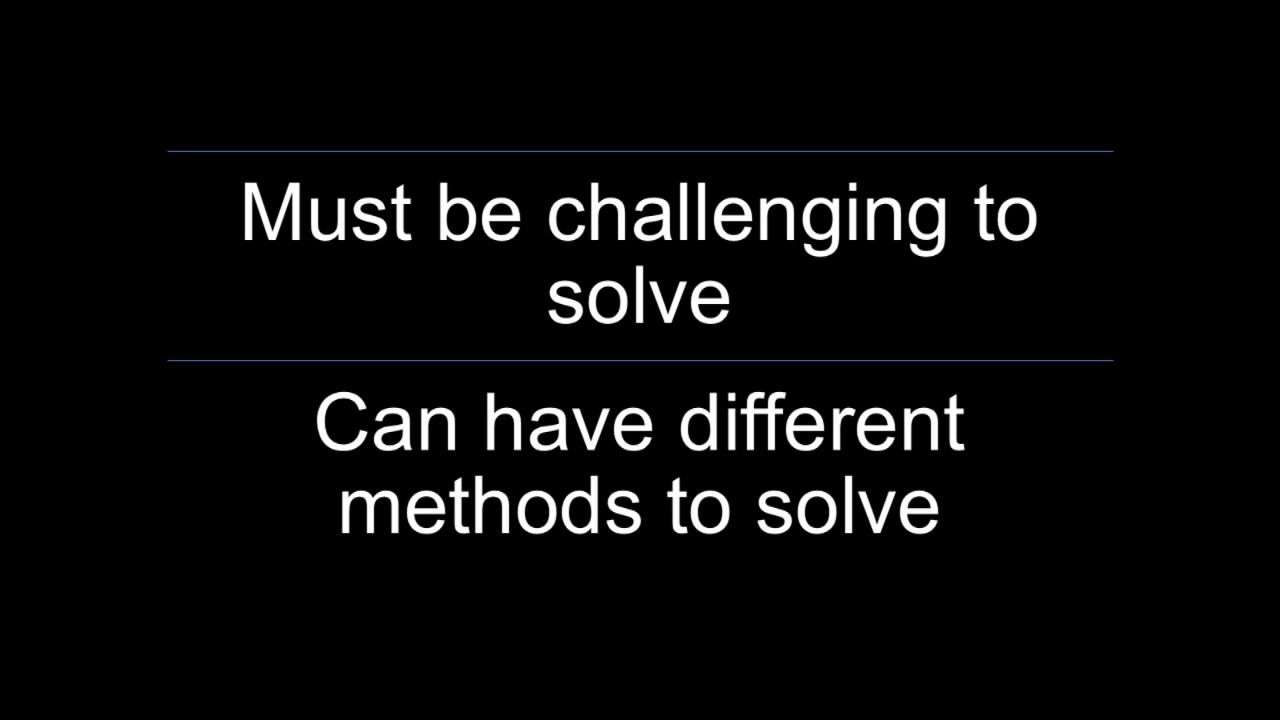 Must be challenging to
solve
Can have different
methods to solve